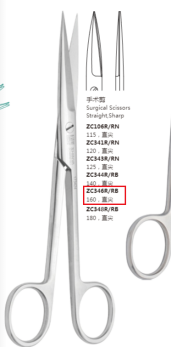 手术剪
Surgical Scissors
Straight.Sharp
ZC106R/RN
115，直尖
ZC341R/RN
120，直尖
ZC343R/RN
125，直尖
ZC344R/RB
140，直尖
ZC346R/RB
160，直尖
ZC348R/RB
180，直尖